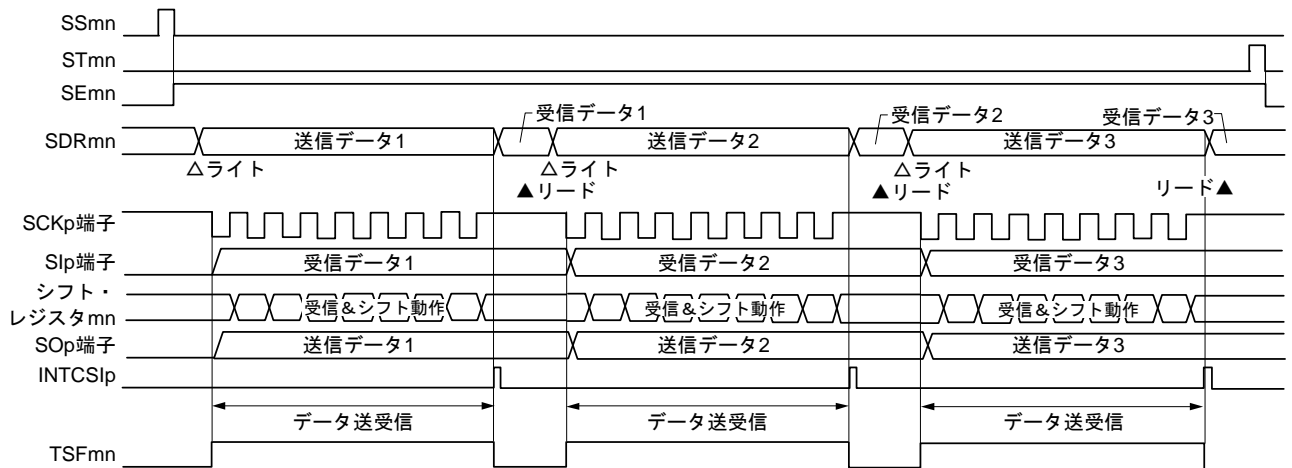 SSmn
STmn
SEmn
受信データ1
受信データ2
受信データ3
SDRmn
送信データ1
送信データ2
送信データ3
△ライト
△ライト
△ライト
▲リード
▲リード
リード▲
SCKp端子
SIp端子
受信データ1
受信データ2
受信データ3
シフト・
レジスタmn
受信&シフト動作
受信&シフト動作
受信&シフト動作
SOp端子
送信データ1
送信データ2
送信データ3
INTCSIp
データ送受信
データ送受信
データ送受信
TSFmn